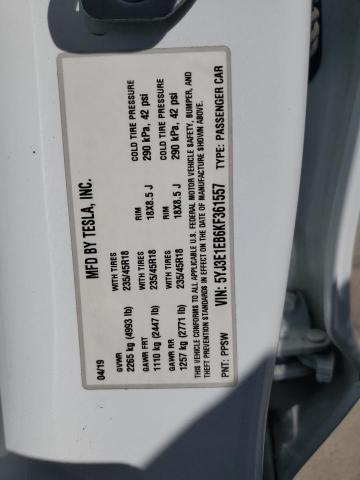 MFD BY TESLA, INC.
04/19
GVWR
2265 kg (4993 lb)
GAWR FRT WITH TIRES RIM COLD TIRE PRESSURE
1110 kg (2447 lb) 235/45R18 18X8.5 J 290 kPa, 42 psi
GAWR RR WITH TIRES RIM COLD TIRE PRESSURE
1257 kg (2771 lb) 235/45R18 18X8.5 J 290 kPa, 42 psi
THIS VEHICLE CONFORMS TO ALL APPLICABLE U.S. FEDERAL MOTOR VEHICLE SAFETY, BUMPER, AND
THEFT PREVENTION STANDARDS IN EFFECT ON THE DATE OF MANUFACTURE SHOWN ABOVE.
VIN: 5YJ3E1EB6KF361557
PNT: PPSW TYPE: PASSENGER CAR